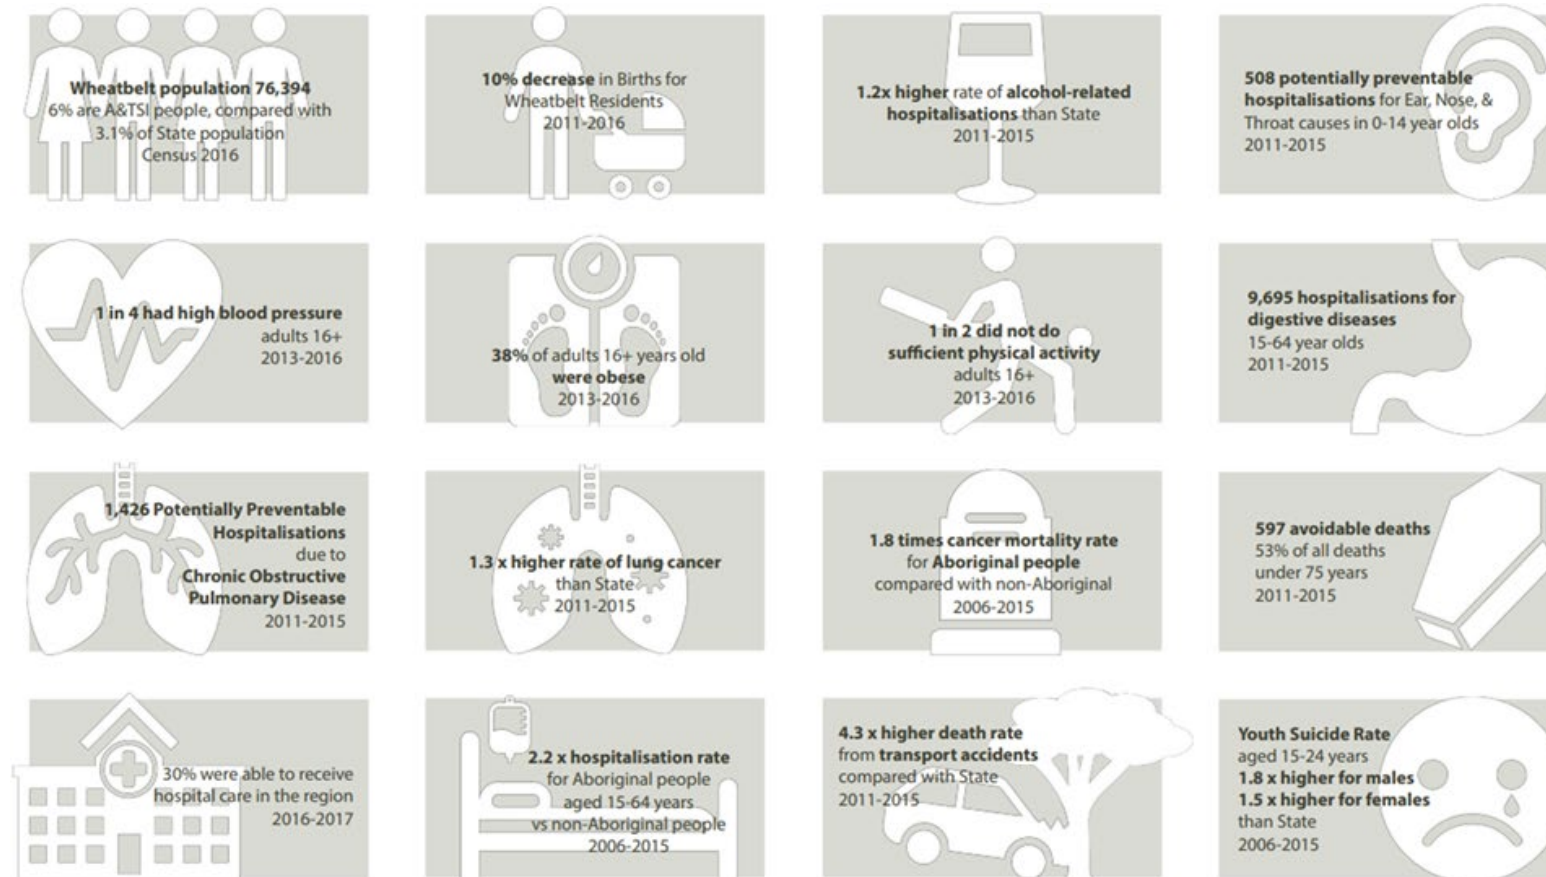 Wheatbelt population 76,394
6% are A&TSI people, compared with
3.1% of State population
Census 2016
10% decrease in Births for
Wheatbelt Residents
2011-2016
1.2x higher rate of alcohol-related
hospitalisations than State
2011-2015
508 potentially preventable
hospitalisations for Ear, Nose, &
Throat causes in 0-14 year olds
2011-2015
1 in 4 had high blood pressure
adults 16+
2013-2016
38% of adults 16+ years old
were obese
2013-2016
1 in 2 did not do
sufficient physical activity
adults 16+
2013-2016
9,695 hospitalisations for
digestive diseases
15-64 year olds
2011-2015
1,426 Potentially Preventable
Hospitalisations
due to
Chronic Obstructive
Pulmonary Disease
2011-2015
1.3 x higher rate of lung cancer
than State
2011-2015
1.8 times cancer mortality rate
for Aboriginal people
compared with non-Aboriginal
2006-2015
597 avoidable deaths
53% of all deaths
under 75 years
2011-2015
30% were able to receive
hospital care in the region
2016-2017
2.2 x hospitalisation rate
for Aboriginal people
aged 15-64 years
vs non-Aboriginal people
2006-2015
4.3 x higher death rate
from transport accidents
compared with State
2011-2015
Youth Suicide Rate
aged 15-24 years
1.8 x higher for males
1.5 x higher for females
than State
2006-2015